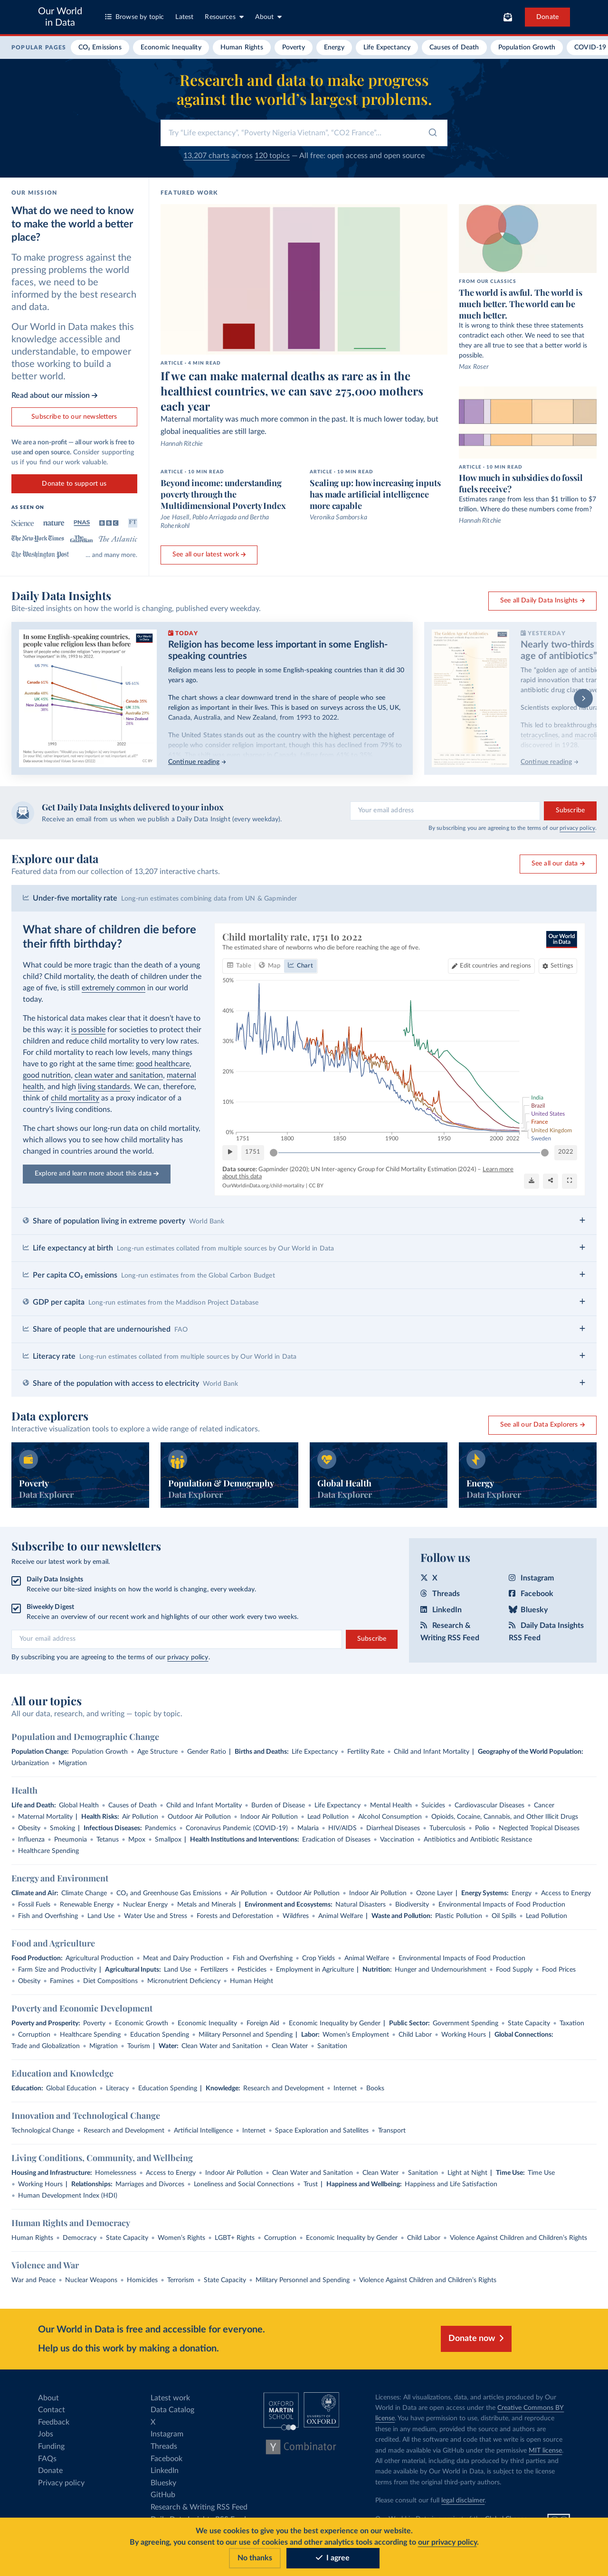 Our World
in Data
Browse by topic
Latest
Resources
About
Donate
POPULAR PAGES
CO₂ Emissions
Economic Inequality
Human Rights
Poverty
Energy
Life Expectancy
Causes of Death
Population Growth
COVID-19
Research and data to make progress
against the world's largest problems.
Try "Life expectancy", "Poverty Nigeria Vietnam", "CO2 France"...
13,207 charts across 120 topics — All free: open access and open source
OUR MISSION
What do we need to know
to make the world a better
place?
To make progress against the
pressing problems the world
faces, we need to be
informed by the best research
and data.
Our World in Data makes this
knowledge accessible and
understandable, to empower
those working to build a
better world.
Read about our mission →
Subscribe to our newsletters
We are a non-profit — all our work is free to
use and open source. Consider supporting
us if you find our work valuable.
Donate to support us
AS SEEN ON
Science
nature
PNAS
BBC
FT
The New York Times
The Guardian
The Atlantic
The Washington Post
... and many more.
FEATURED WORK
ARTICLE · 4 MIN READ
If we can make maternal deaths as rare as in the
healthiest countries, we can save 275,000 mothers
each year
Maternal mortality was much more common in the past. It is much lower today, but
global inequalities are still large.
Hannah Ritchie
ARTICLE · 10 MIN READ
Beyond income: understanding
poverty through the
Multidimensional Poverty Index
Joe Hasell, Pablo Arriagada and Bertha
Rohenkohl
ARTICLE · 10 MIN READ
Scaling up: how increasing inputs
has made artificial intelligence
more capable
Veronika Samborska
See all our latest work →
FROM OUR CLASSICS
The world is awful. The world is
much better. The world can be
much better.
It is wrong to think these three statements
contradict each other. We need to see that
they are all true to see that a better world is
possible.
Max Roser
ARTICLE · 10 MIN READ
How much in subsidies do fossil
fuels receive?
Estimates range from less than $1 trillion to $7
trillion. Where do these numbers come from?
Hannah Ritchie
Daily Data Insights
Bite-sized insights on how the world is changing, published every weekday.
See all Daily Data Insights →
In some English-speaking countries,
people value religion less than before
US 79%
Canada 61%
Australia 48%
UK 45%
New Zealand
38%
US 61%
Canada 35%
UK 33%
Australia 32%
New Zealand
28%
1993
2022
CC BY
TODAY
Religion has become less important in some English-
speaking countries
Religion means less to people in some English-speaking countries than it did 30
years ago.
The chart shows a clear downward trend in the share of people who see
religion as important in their lives. This is based on surveys across the US, UK,
Canada, Australia, and New Zealand, from 1993 to 2022.
The United States stands out as the country with the highest percentage of
people who consider religion important, though this has declined from 79% to
Continue reading →
YESTERDAY
Nearly two-thirds
age of antibiotics"
The "golden age of antibio
rapid innovation that tran
antibiotic drug class
Scientists explored natur
This led to breakthroughs
tetracyclines, and macroli
discovered in 1928.
Continue reading →
Get Daily Data Insights delivered to your inbox
Receive an email from us when we publish a Daily Data Insight (every weekday).
Your email address
Subscribe
By subscribing you are agreeing to the terms of our privacy policy.
Explore our data
Featured data from our collection of 13,207 interactive charts.
See all our data →
Under-five mortality rate Long-run estimates combining data from UN & Gapminder
What share of children die before
their fifth birthday?
What could be more tragic than the death of a young
child? Child mortality, the death of children under the
age of five, is still extremely common in our world
today.
The historical data makes clear that it doesn't have to
be this way: it is possible for societies to protect their
children and reduce child mortality to very low rates.
For child mortality to reach low levels, many things
have to go right at the same time: good healthcare,
good nutrition, clean water and sanitation, maternal
health, and high living standards. We can, therefore,
think of child mortality as a proxy indicator of a
country's living conditions.
The chart shows our long-run data on child mortality,
which allows you to see how child mortality has
changed in countries around the world.
Explore and learn more about this data →
Child mortality rate, 1751 to 2022
The estimated share of newborns who die before reaching the age of five.
Our World
in Data
Table
Map
Chart
Edit countries and regions
Settings
50%
40%
30%
20%
10%
0%
1751
1800
1850
1900
1950
2000
2022
India
Brazil
United States
France
United Kingdom
Sweden
1751
2022
Data source: Gapminder (2020); UN Inter-agency Group for Child Mortality Estimation (2024) – Learn more
about this data
OurWorldinData.org/child-mortality | CC BY
Share of population living in extreme poverty World Bank
Life expectancy at birth Long-run estimates collated from multiple sources by Our World in Data
Per capita CO₂ emissions Long-run estimates from the Global Carbon Budget
GDP per capita Long-run estimates from the Maddison Project Database
Share of people that are undernourished FAO
Literacy rate Long-run estimates collated from multiple sources by Our World in Data
Share of the population with access to electricity World Bank
Data explorers
Interactive visualization tools to explore a wide range of related indicators.
See all our Data Explorers →
Poverty
Data Explorer
Population & Demography
Data Explorer
Global Health
Data Explorer
Energy
Data Explorer
Subscribe to our newsletters
Receive our latest work by email.
Daily Data Insights
Receive our bite-sized insights on how the world is changing, every weekday.
Biweekly Digest
Receive an overview of our recent work and highlights of our other work every two weeks.
Your email address
Subscribe
By subscribing you are agreeing to the terms of our privacy policy.
Follow us
X
Threads
LinkedIn
Research &
Writing RSS Feed
Instagram
Facebook
Bluesky
Daily Data Insights
RSS Feed
All our topics
All our data, research, and writing — topic by topic.
Population and Demographic Change
Population Change: Population Growth • Age Structure • Gender Ratio | Births and Deaths: Life Expectancy • Fertility Rate • Child and Infant Mortality | Geography of the World Population:
Urbanization • Migration
Health
Life and Death: Global Health • Causes of Death • Child and Infant Mortality • Burden of Disease • Life Expectancy • Mental Health • Suicides • Cardiovascular Diseases • Cancer
• Maternal Mortality | Health Risks: Air Pollution • Outdoor Air Pollution • Indoor Air Pollution • Lead Pollution • Alcohol Consumption • Opioids, Cocaine, Cannabis, and Other Illicit Drugs
• Obesity • Smoking | Infectious Diseases: Pandemics • Coronavirus Pandemic (COVID-19) • Malaria • HIV/AIDS • Diarrheal Diseases • Tuberculosis • Polio • Neglected Tropical Diseases
• Influenza • Pneumonia • Tetanus • Mpox • Smallpox | Health Institutions and Interventions: Eradication of Diseases • Vaccination • Antibiotics and Antibiotic Resistance
• Healthcare Spending
Energy and Environment
Climate and Air: Climate Change • CO₂ and Greenhouse Gas Emissions • Air Pollution • Outdoor Air Pollution • Indoor Air Pollution • Ozone Layer | Energy Systems: Energy • Access to Energy
• Fossil Fuels • Renewable Energy • Nuclear Energy • Metals and Minerals | Environment and Ecosystems: Natural Disasters • Biodiversity • Environmental Impacts of Food Production
• Fish and Overfishing • Land Use • Water Use and Stress • Forests and Deforestation • Wildfires • Animal Welfare | Waste and Pollution: Plastic Pollution • Oil Spills • Lead Pollution
Food and Agriculture
Food Production: Agricultural Production • Meat and Dairy Production • Fish and Overfishing • Crop Yields • Animal Welfare • Environmental Impacts of Food Production
• Farm Size and Productivity | Agricultural Inputs: Land Use • Fertilizers • Pesticides • Employment in Agriculture | Nutrition: Hunger and Undernourishment • Food Supply • Food Prices
• Obesity • Famines • Diet Compositions • Micronutrient Deficiency • Human Height
Poverty and Economic Development
Poverty and Prosperity: Poverty • Economic Growth • Economic Inequality • Foreign Aid • Economic Inequality by Gender | Public Sector: Government Spending • State Capacity • Taxation
• Corruption • Healthcare Spending • Education Spending • Military Personnel and Spending | Labor: Women's Employment • Child Labor • Working Hours | Global Connections:
Trade and Globalization • Migration • Tourism | Water: Clean Water and Sanitation • Clean Water • Sanitation
Education and Knowledge
Education: Global Education • Literacy • Education Spending | Knowledge: Research and Development • Internet • Books
Innovation and Technological Change
Technological Change • Research and Development • Artificial Intelligence • Internet • Space Exploration and Satellites • Transport
Living Conditions, Community, and Wellbeing
Housing and Infrastructure: Homelessness • Access to Energy • Indoor Air Pollution • Clean Water and Sanitation • Clean Water • Sanitation • Light at Night | Time Use: Time Use
• Working Hours | Relationships: Marriages and Divorces • Loneliness and Social Connections • Trust | Happiness and Wellbeing: Happiness and Life Satisfaction
• Human Development Index (HDI)
Human Rights and Democracy
Human Rights • Democracy • State Capacity • Women's Rights • LGBT+ Rights • Corruption • Economic Inequality by Gender • Child Labor • Violence Against Children and Children's Rights
Violence and War
War and Peace • Nuclear Weapons • Homicides • Terrorism • State Capacity • Military Personnel and Spending • Violence Against Children and Children's Rights
Our World in Data is free and accessible for everyone.
Help us do this work by making a donation.
Donate now
About
Contact
Feedback
Jobs
Funding
FAQs
Donate
Privacy policy
Latest work
Data Catalog
X
Instagram
Threads
Facebook
LinkedIn
Bluesky
GitHub
Research & Writing RSS Feed
OXFORD
MARTIN
SCHOOL
UNIVERSITY OF
OXFORD
Y Combinator
Licenses: All visualizations, data, and articles produced by Our
World in Data are open access under the Creative Commons BY
license. You have permission to use, distribute, and reproduce
these in any medium, provided the source and authors are
credited. All the software and code that we write is open source
and made available via GitHub under the permissive MIT license.
All other material, including data produced by third parties and
made available by Our World in Data, is subject to the license
terms from the original third-party authors.
Please consult our full legal disclaimer.
We use cookies to give you the best experience on our website.
By agreeing, you consent to our use of cookies and other analytics tools according to our privacy policy.
No thanks
I agree